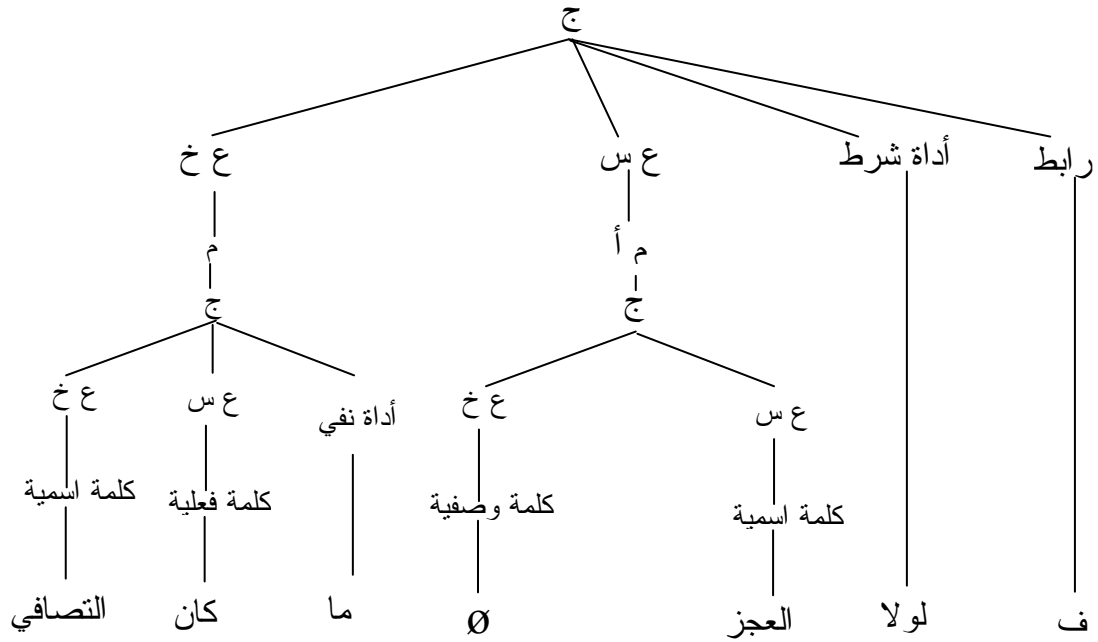 ج
رابط أداة شرط ع س ع خ
م أ م
ج ج
ع س ع خ أداة نفي ع س ع خ
كلمة اسمية كلمة وصفية كلمة فعلية كلمة اسمية
ف لولا العجز Ø ما كان التصافي